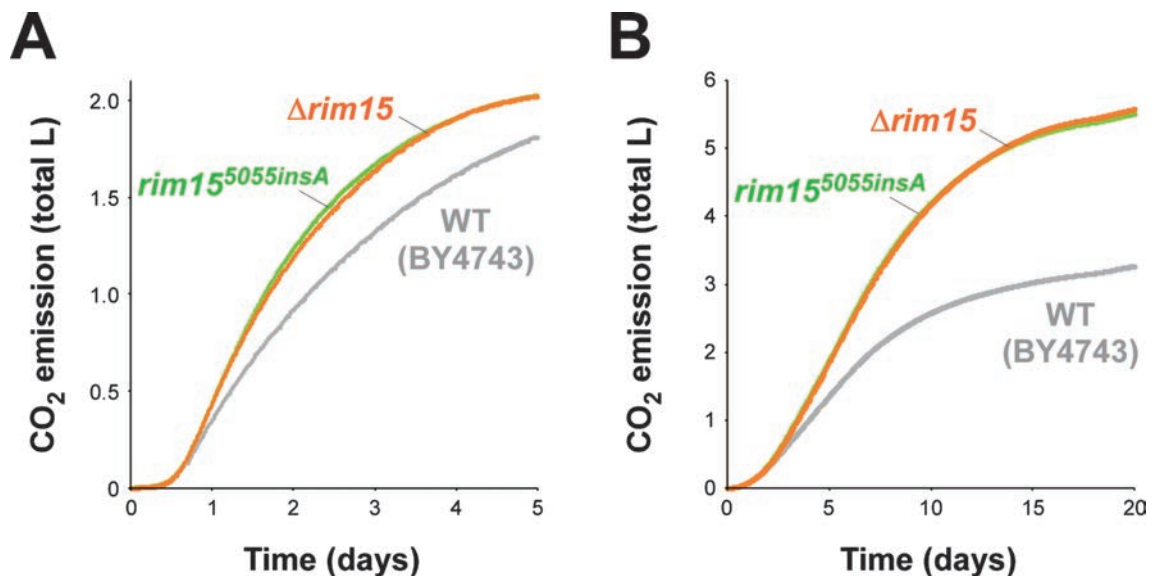 A
CO2 emission (total L)
2.0
1.5
1.0
0.5
0
0 1 2 3 4 5
Time (days)
Δrim15
rim15^5055insA
WT
(BY4743)
B
CO2 emission (total L)
6
5
4
3
2
1
0
0 5 10 15 20
Time (days)
Δrim15
rim15^5055insA
WT
(BY4743)